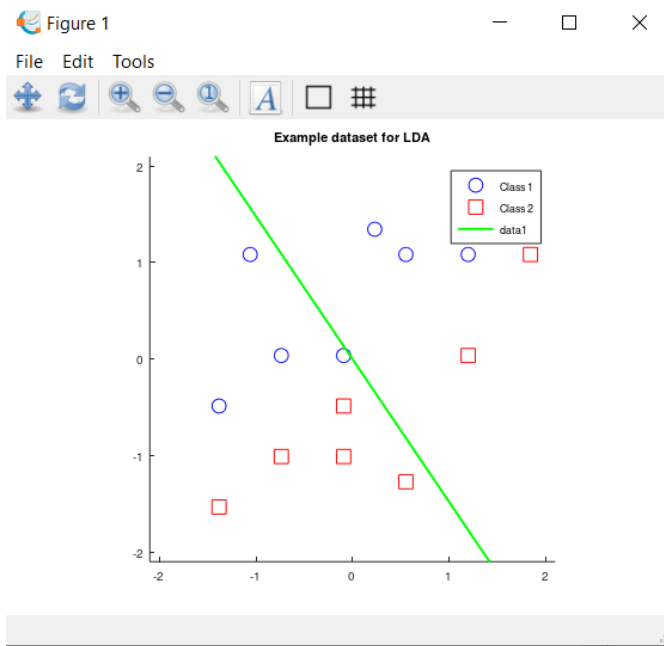 Figure 1
File Edit Tools
Example dataset for LDA
Class 1
Class 2
data1
2
1
0
-1
-2
-2 -1 0 1 2